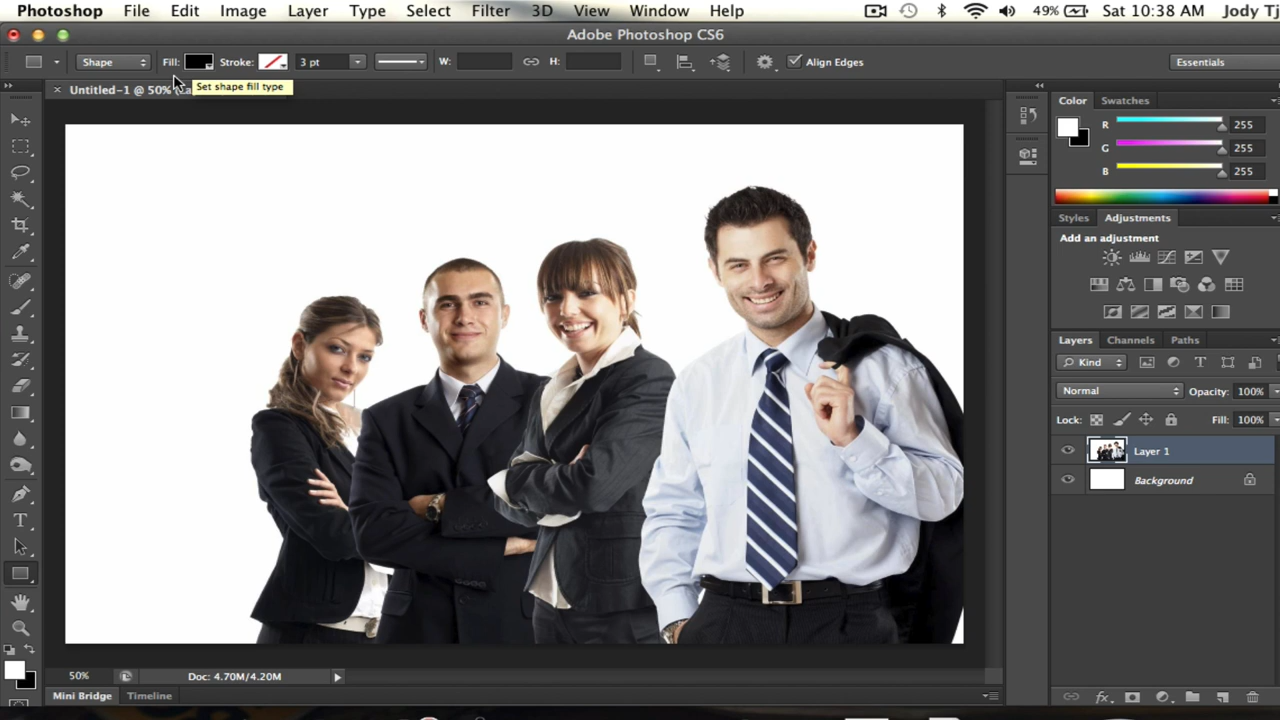 Photoshop File Edit Image Layer Type Select Filter 3D View Window Help 49% Sat 10:38 AM Jody Tj
Adobe Photoshop CS6
Shape Fill: Stroke: 3 pt W: H: Align Edges Essentials
Set shape fill type
× Untitled-1 @ 50%
Color Swatches
R 255
G 255
B 255
Styles Adjustments
Add an adjustment
Layers Channels Paths
Kind
Normal Opacity: 100%
Lock: Fill: 100%
Layer 1
Background
50% Doc: 4.70M/4.20M
Mini Bridge Timeline